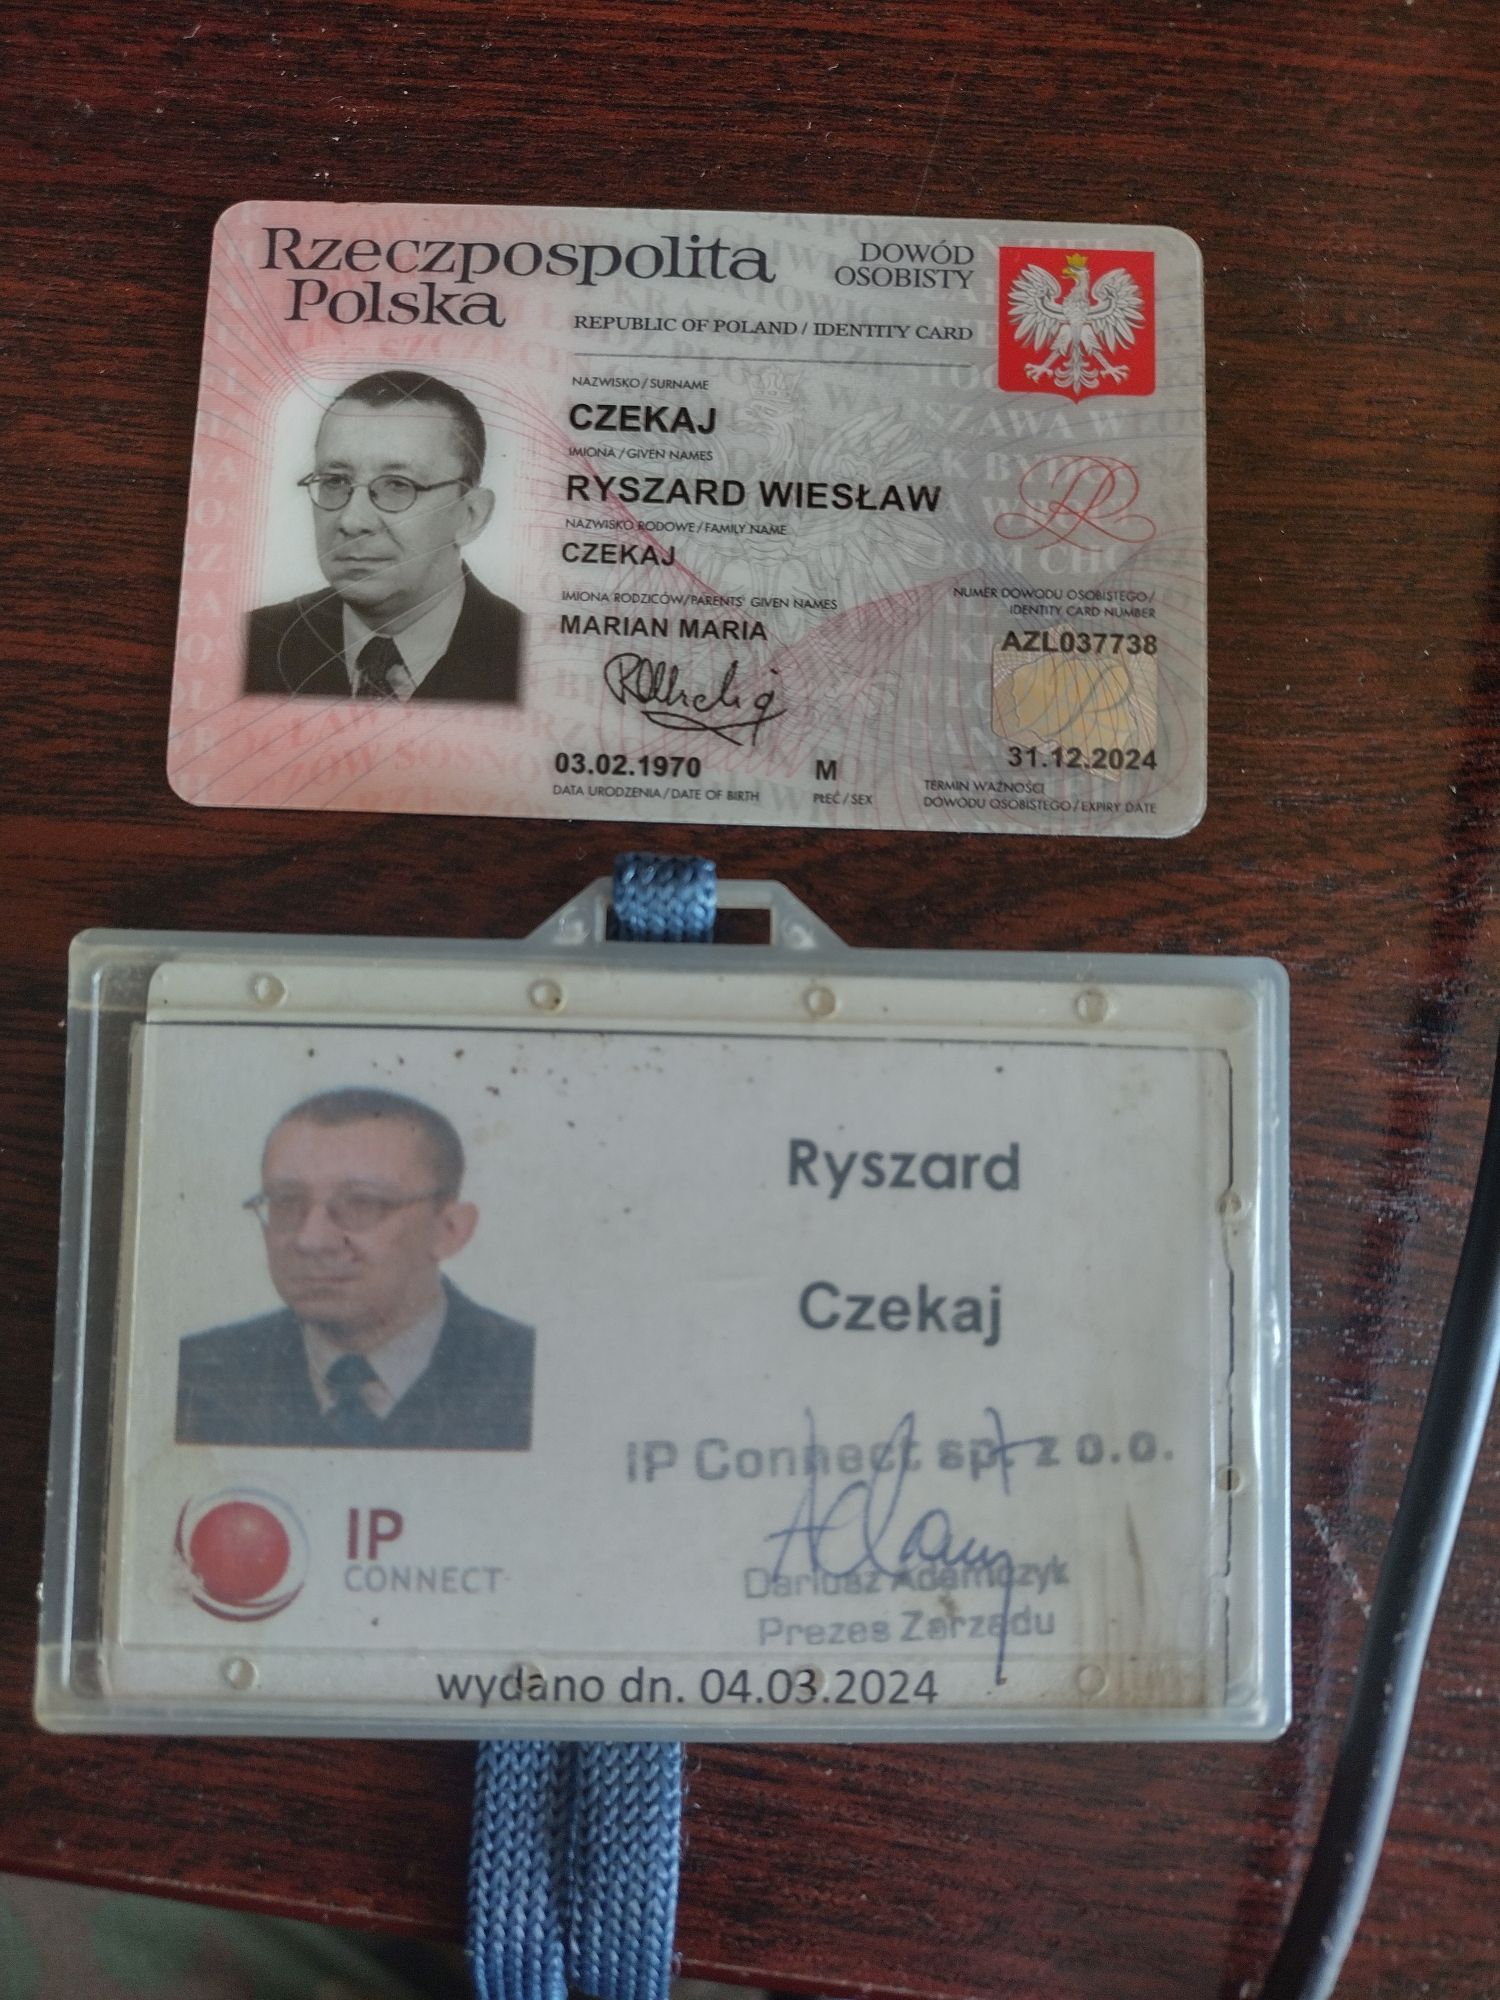 Rzeczpospolita
Polska
DOWÓD
OSOBISTY
REPUBLIC OF POLAND / IDENTITY CARD
NAZWISKO / SURNAME
CZEKAJ
IMIONA / GIVEN NAMES
RYSZARD WIESŁAW
NAZWISKO RODOWE / FAMILY NAME
CZEKAJ
IMIONA RODZICÓW/PARENTS' GIVEN NAMES
MARIAN MARIA
NUMER DOWODU OSOBISTEGO /
IDENTITY CARD NUMBER
AZL037738
03.02.1970
DATA URODZENIA / DATE OF BIRTH
M
PŁEĆ / SEX
31.12.2024
TERMIN WAŻNOŚCI
DOWODU OSOBISTEGO / EXPIRY DATE
Ryszard
Czekaj
IP Connect sp. z o.o.
IP
CONNECT
Dariusz Adamczyk
Prezes Zarządu
wydano dn. 04.03.2024